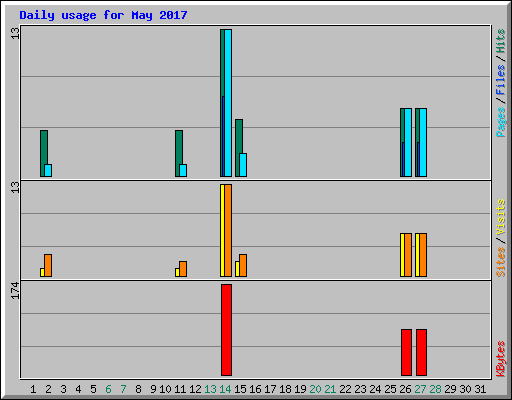 Daily usage for May 2017
13
Pages/Files/Hits
13
Sites/Visits
174
KBytes
1 2 3 4 5 6 7 8 9 10 11 12 13 14 15 16 17 18 19 20 21 22 23 24 25 26 27 28 29 30 31